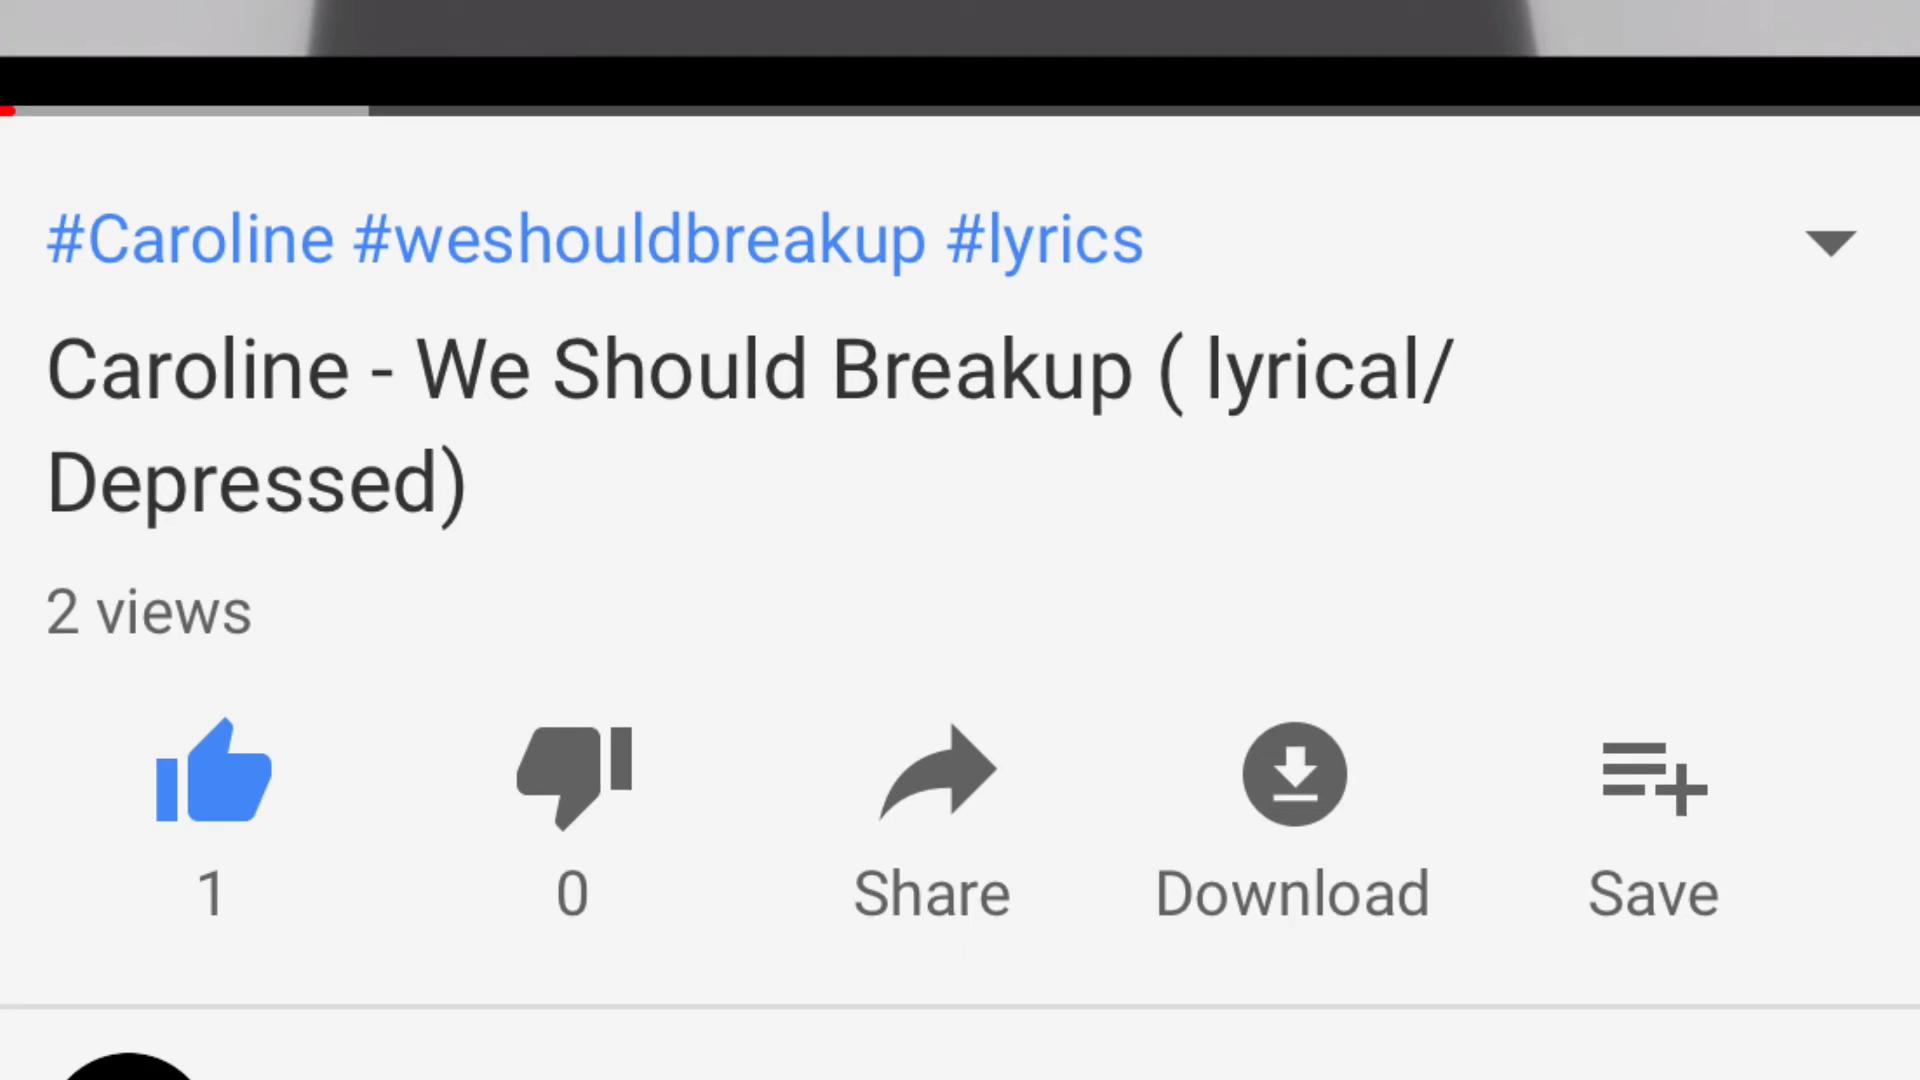 #Caroline #weshouldbreakup #lyrics
Caroline - We Should Breakup ( lyrical/
Depressed)
2 views
1 0 Share Download Save